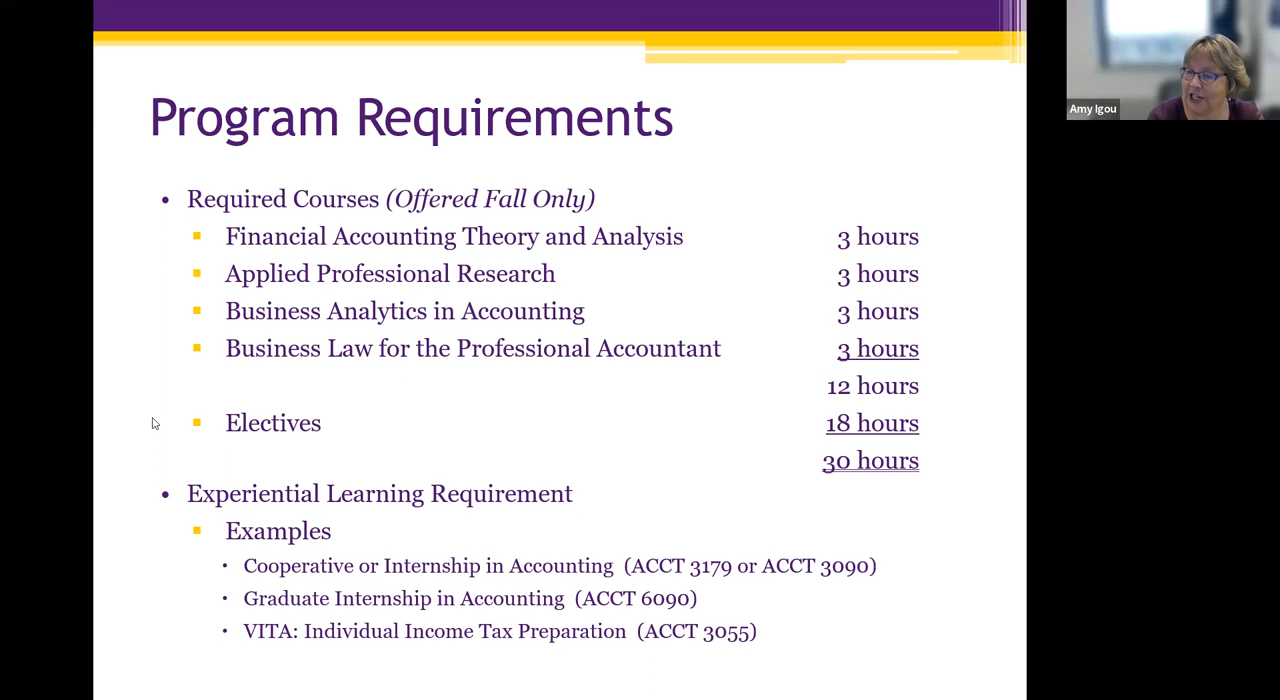 Program Requirements
Amy Igou
• Required Courses (Offered Fall Only)
▪ Financial Accounting Theory and Analysis 3 hours
▪ Applied Professional Research 3 hours
▪ Business Analytics in Accounting 3 hours
▪ Business Law for the Professional Accountant 3 hours
12 hours
▪ Electives 18 hours
30 hours
• Experiential Learning Requirement
▪ Examples
• Cooperative or Internship in Accounting (ACCT 3179 or ACCT 3090)
• Graduate Internship in Accounting (ACCT 6090)
• VITA: Individual Income Tax Preparation (ACCT 3055)